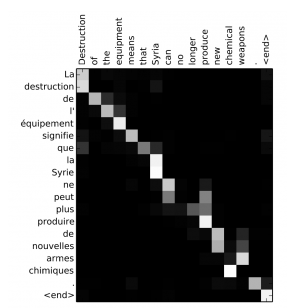 Destruction
of
the
equipment
means
that
Syria
can
no
longer
produce
new
chemical
weapons
.
<end>
La
destruction
de
l'
équipement
signifie
que
la
Syrie
ne
peut
plus
produire
de
nouvelles
armes
chimiques
.
<end>